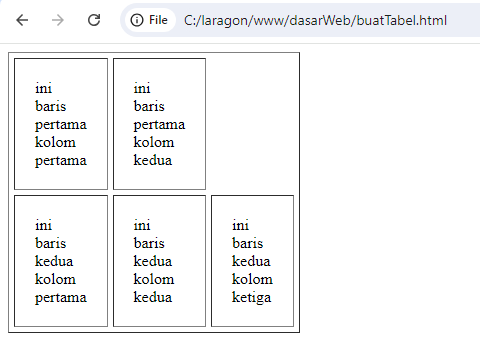 File C:/laragon/www/dasarWeb/buatTabel.html
ini
baris
pertama
kolom
pertama
ini
baris
pertama
kolom
kedua
ini
baris
kedua
kolom
pertama
ini
baris
kedua
kolom
kedua
ini
baris
kedua
kolom
ketiga